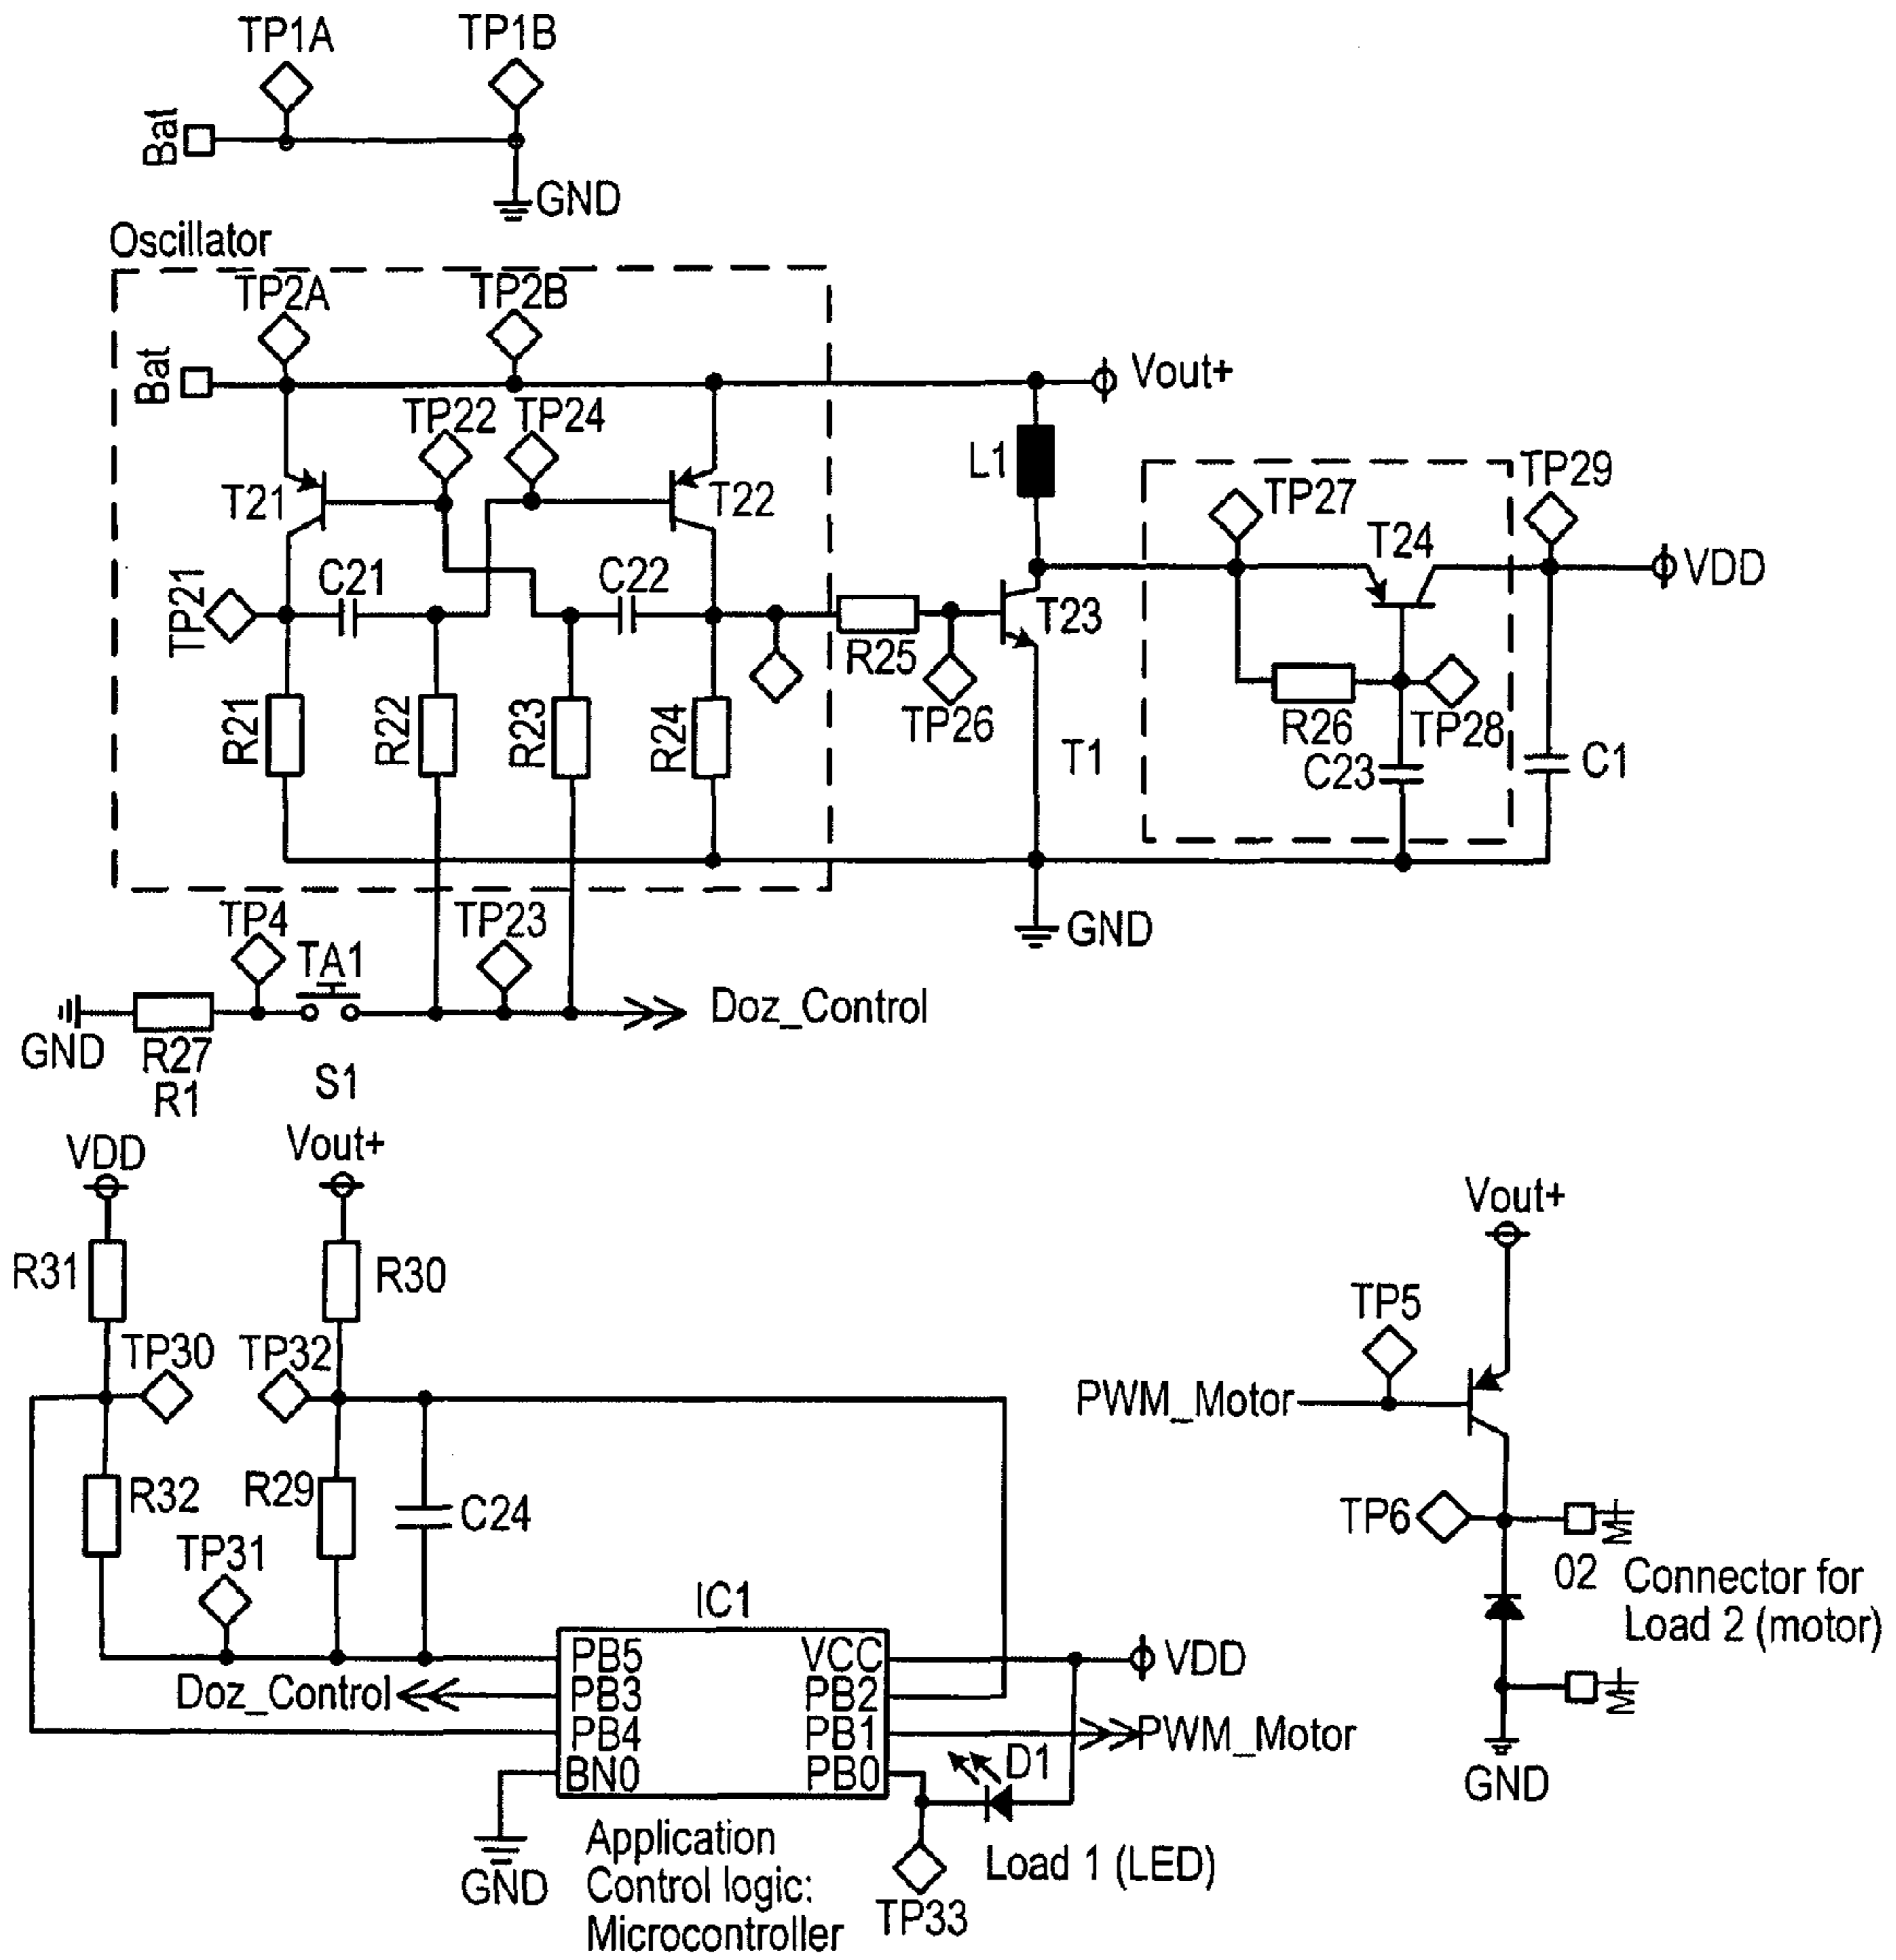 TP1A
TP1B
Bat
GND
Oscillator
TP2A
TP2B
Bat
Vout+
TP22
TP24
L1
TP27
TP29
T21
T22
T24
C21
C22
VDD
TP21
T23
R25
R21
R22
R23
R24
TP26
R26
TP28
T1
C23
C1
TP4
TP23
TA1
GND
Doz_Control
GND
R27
R1
S1
VDD
Vout+
Vout+
R31
R30
TP5
TP30
TP32
PWM_Motor
R32
R29
C24
TP6
M+
TP31
02
Connector for
Load 2 (motor)
IC1
PB5
VCC
VDD
Doz_Control
PB3
PB2
M+
PB4
PB1
PWM_Motor
BN0
PB0
D1
GND
GND
Application
Control logic:
Microcontroller
Load 1 (LED)
TP33